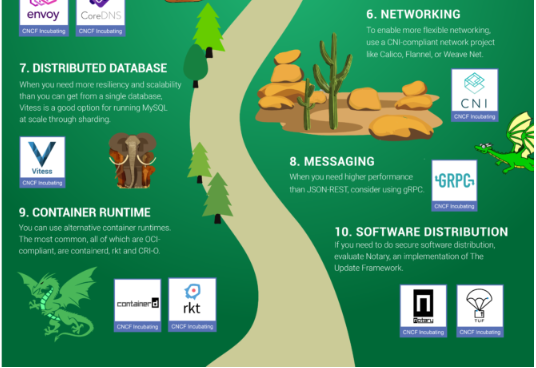 envoy
CoreDNS
CNCF Incubating
CNCF Incubating
6. NETWORKING
To enable more flexible networking,
use a CNI-compliant network project
like Calico, Flannel, or Weave Net.
CNI
CNCF Incubating
7. DISTRIBUTED DATABASE
When you need more resiliency and scalability
than you can get from a single database,
Vitess is a good option for running MySQL
at scale through sharding.
Vitess
CNCF Incubating
8. MESSAGING
When you need higher performance
than JSON-REST, consider using gRPC.
GRPC
CNCF Incubating
9. CONTAINER RUNTIME
You can use alternative container runtimes.
The most common, all of which are OCI-
compliant, are containerd, rkt and CRI-O.
containerd
CNCF Incubating
rkt
CNCF Incubating
10. SOFTWARE DISTRIBUTION
If you need to do secure software distribution,
evaluate Notary, an implementation of The
Update Framework.
Notary
CNCF Incubating
TUF
CNCF Incubating